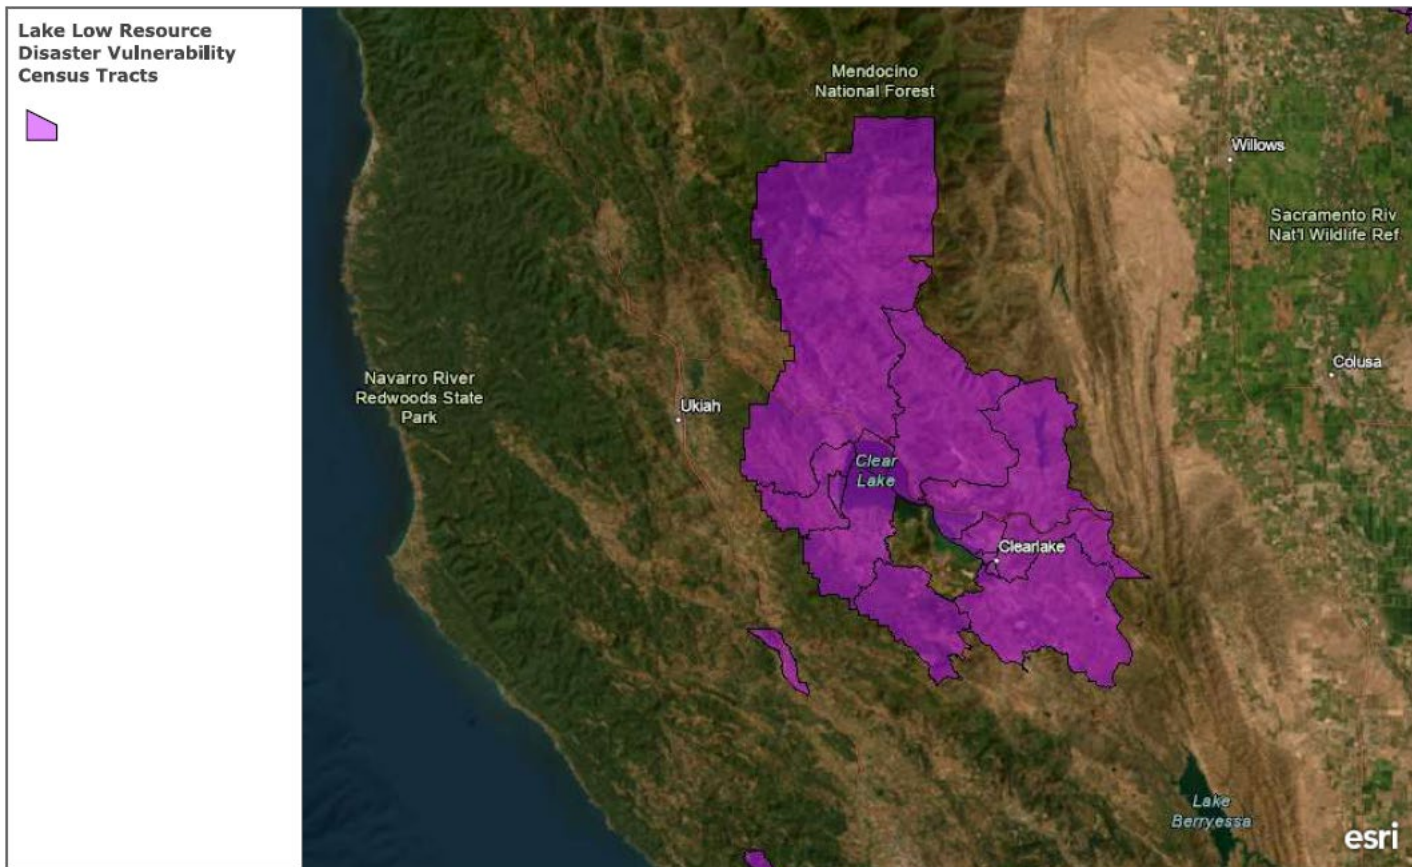 Lake Low Resource
Disaster Vulnerability
Census Tracts
Mendocino
National Forest
Willows
Sacramento Riv
Nat'l Wildlife Ref
Colusa
Navarro River
Redwoods State
Park
Ukiah
Clear
Lake
Clearlake
Lake
Berryessa
esri